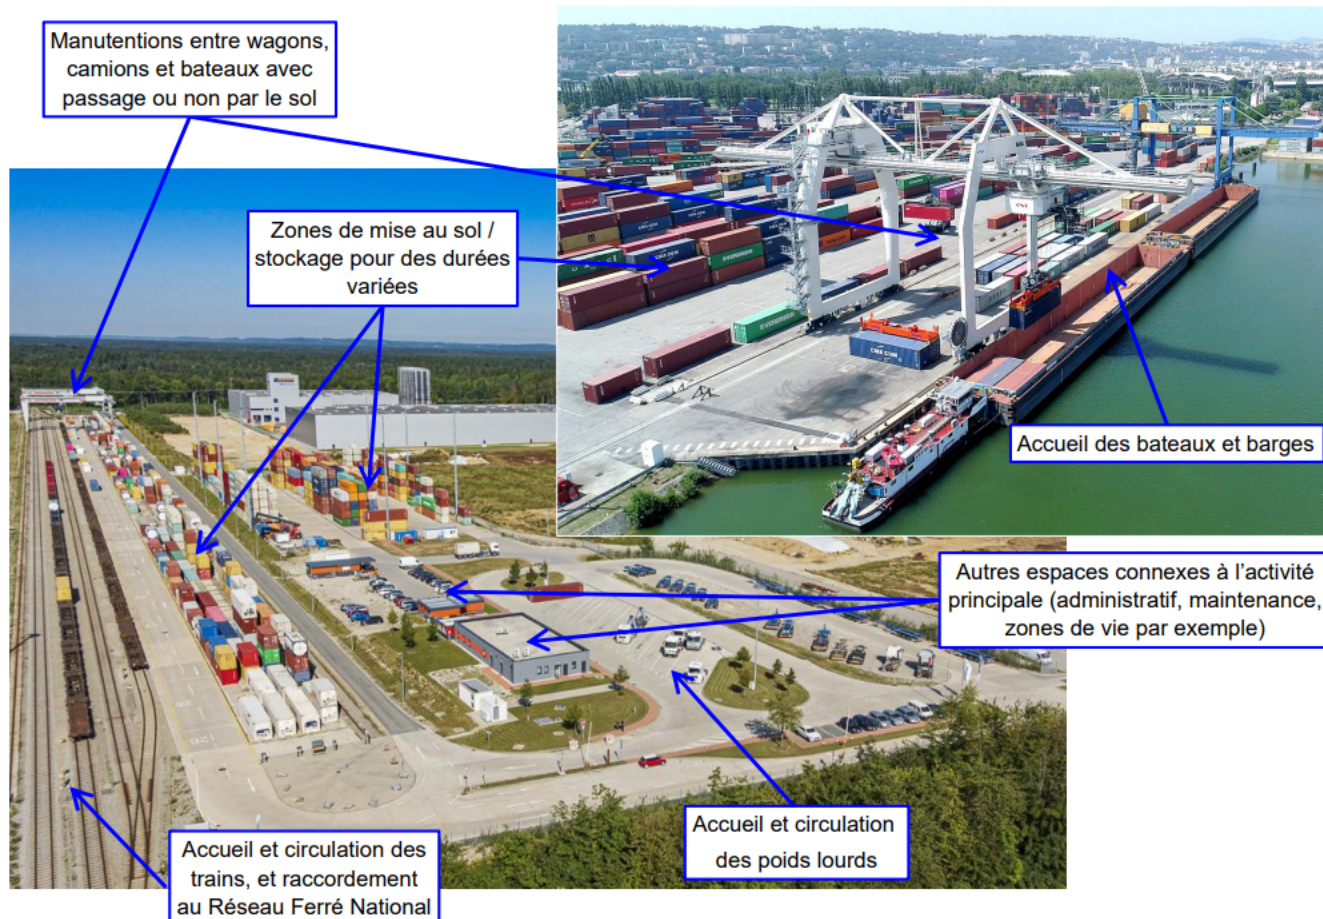 Manutentions entre wagons,
camions et bateaux avec
passage ou non par le sol
Zones de mise au sol /
stockage pour des durées
variées
Accueil des bateaux et barges
Autres espaces connexes à l'activité
principale (administratif, maintenance,
zones de vie par exemple)
Accueil et circulation
des poids lourds
Accueil et circulation des
trains, et raccordement
au Réseau Ferré National
EVERGREEN
CMA CGM